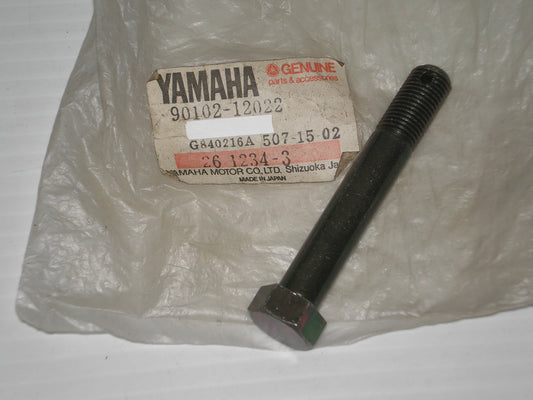 YAMAHA GENUINE
parts & accessories
90102-12022
G840216A 507-15-02
26 1234-3
YAMAHA MOTOR CO., LTD. Shizuoka Ja
MADE IN JAPAN